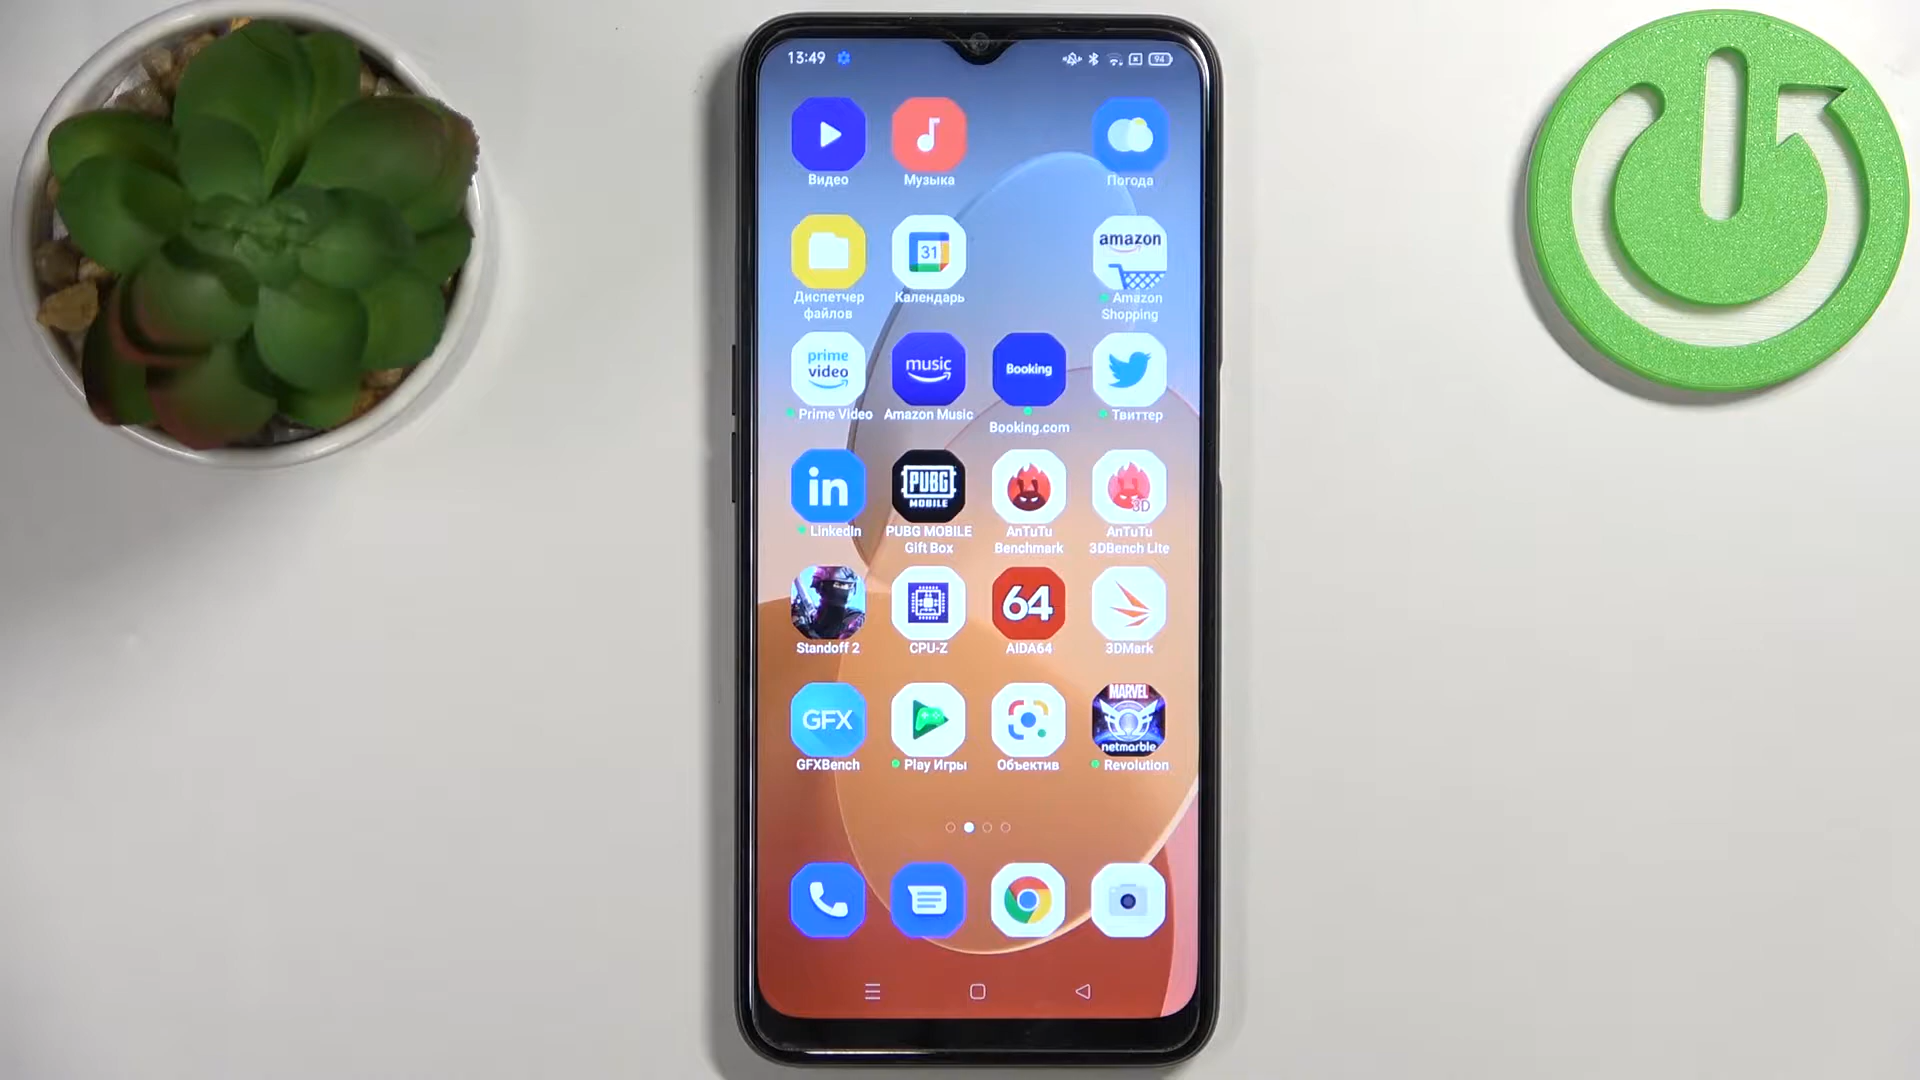 13:49
94
Видео
Музыка
Погода
31
amazon
Диспетчер
файлов
Календарь
Amazon
Shopping
prime
video
music
Booking
Prime Video
Amazon Music
Booking.com
Твиттер
in
PUBG
MOBILE
3D
LinkedIn
PUBG MOBILE
Gift Box
AnTuTu
Benchmark
AnTuTu
3DBench Lite
64
Standoff 2
CPU-Z
AIDA64
3DMark
GFX
MARVEL
netmarble
GFXBench
Play Игры
Объектив
Revolution